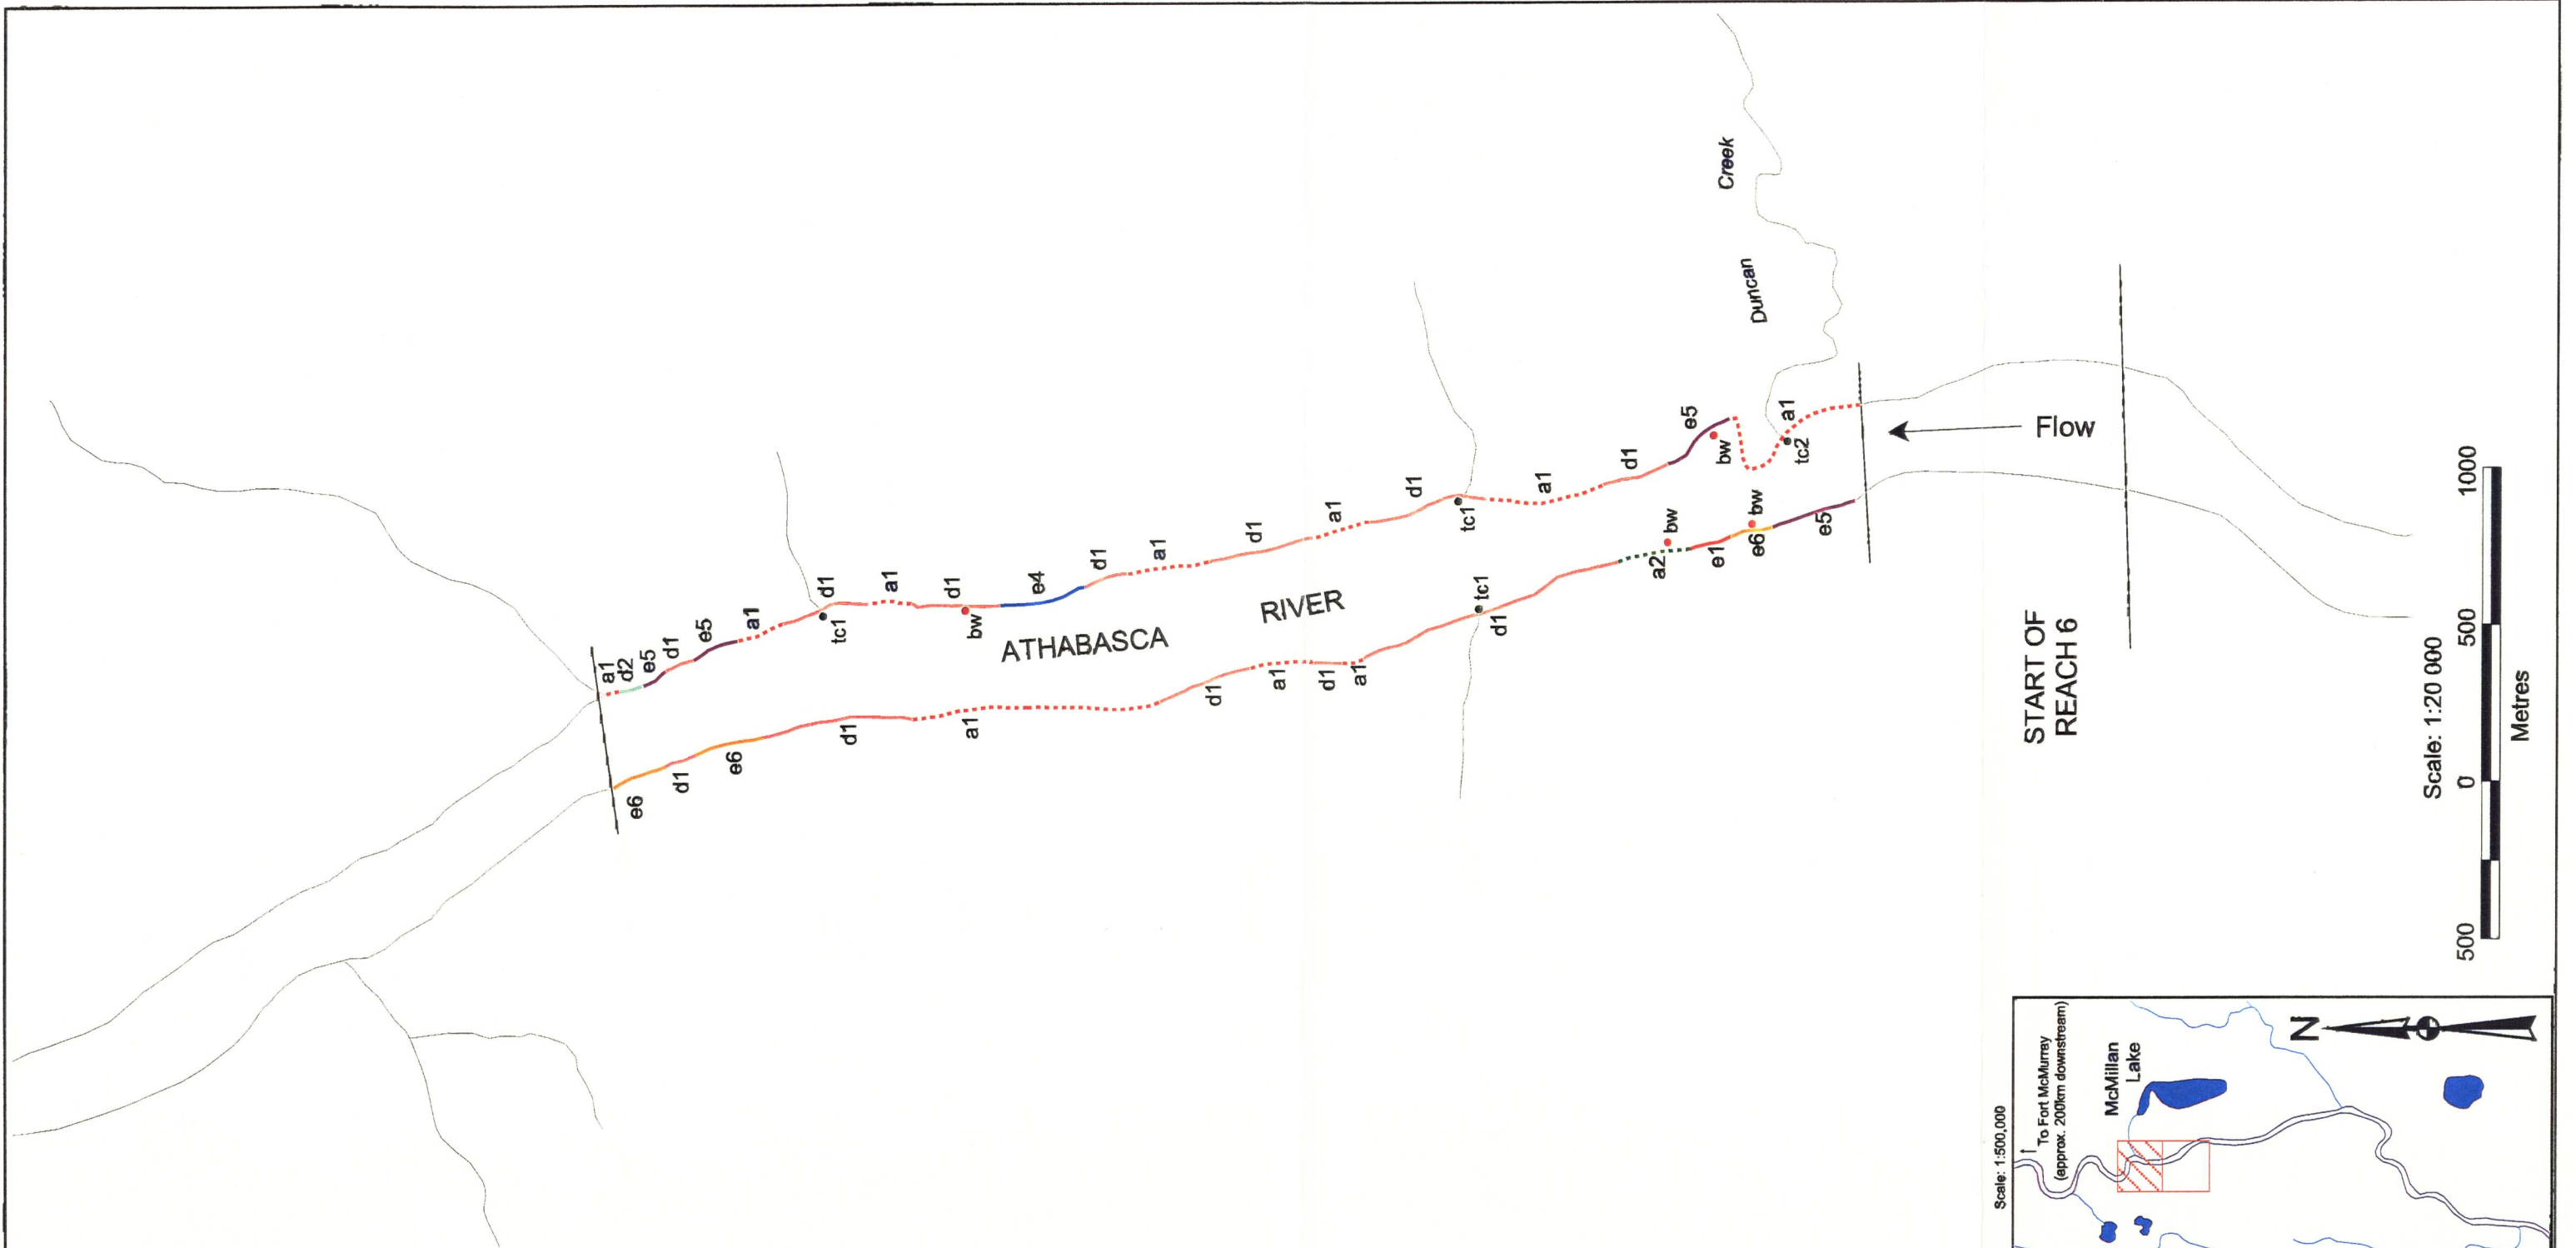 Creek
Duncan
e5
bw
a1
tc2
d1
a1
d1
tc1
a1
d1
a1
d1
e4
d1
bw
a1
d1
tc1
a1
e5
d1
e5
d2
a1
ATHABASCA RIVER
e6
d1
e6
d1
a1
d1
a1
d1
a1
tc1
d1
a2
bw
e1
e6
bw
e5
Flow
START OF
REACH 6
Scale: 1:20 000
500 0 500 1000
Metres
Scale: 1:500,000
To Fort McMurray
(approx. 200km downstream)
McMillan
Lake
N